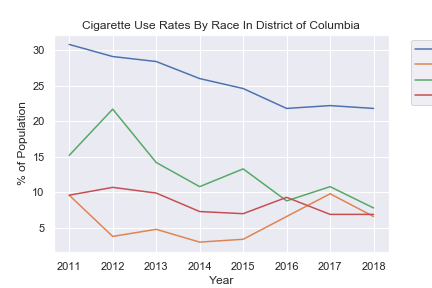 Cigarette Use Rates By Race In District of Columbia
30
25
20
15
10
5
% of Population
2011 2012 2013 2014 2015 2016 2017 2018
Year